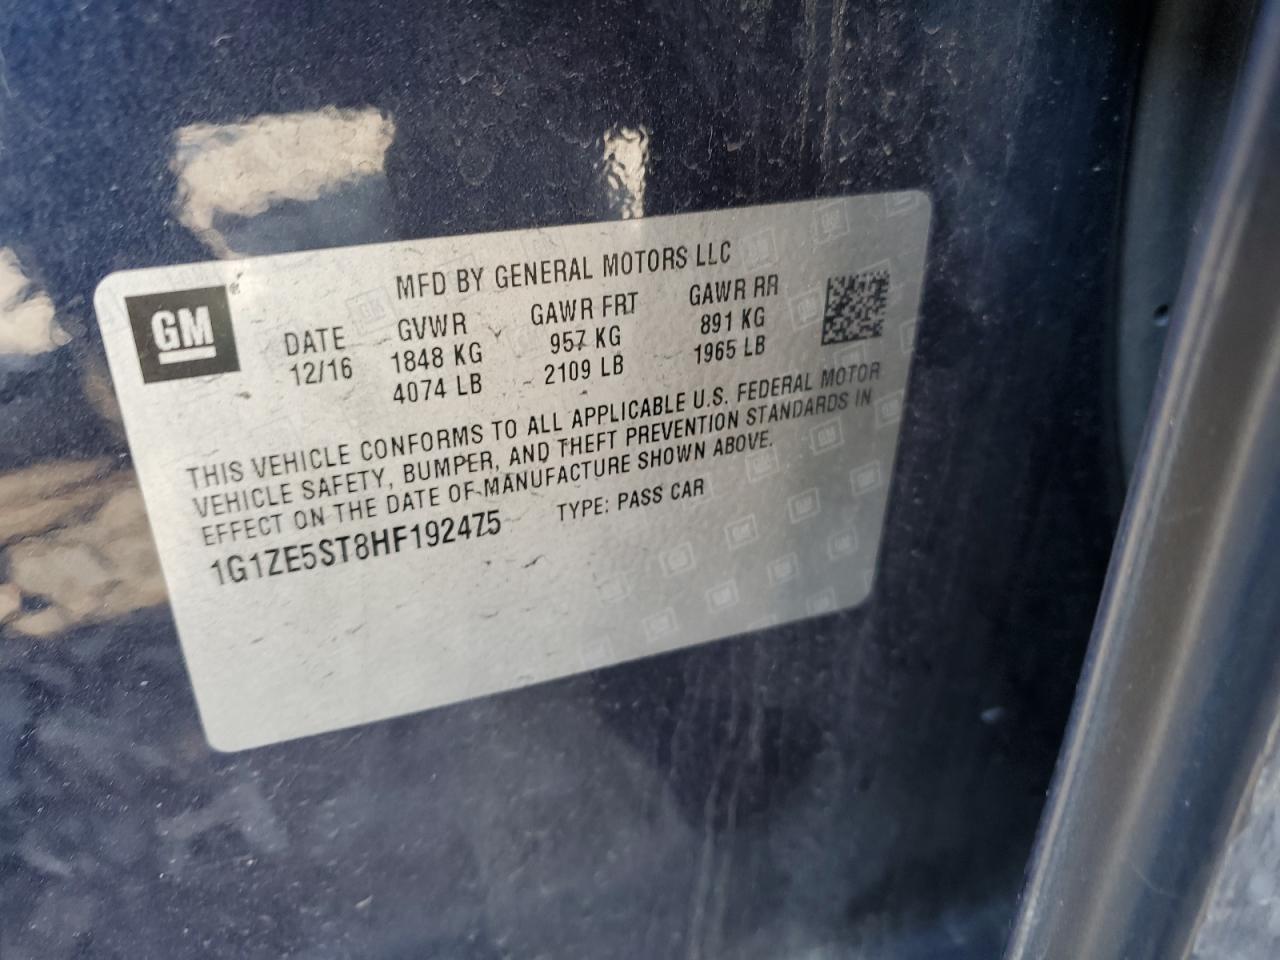 MFD BY GENERAL MOTORS LLC
GM
DATE GVWR GAWR FRT GAWR RR
12/16 1848 KG 957 KG 891 KG
4074 LB 2109 LB 1965 LB
THIS VEHICLE CONFORMS TO ALL APPLICABLE U.S. FEDERAL MOTOR
VEHICLE SAFETY, BUMPER, AND THEFT PREVENTION STANDARDS IN
EFFECT ON THE DATE OF MANUFACTURE SHOWN ABOVE.
1G1ZE5ST8HF192475 TYPE: PASS CAR